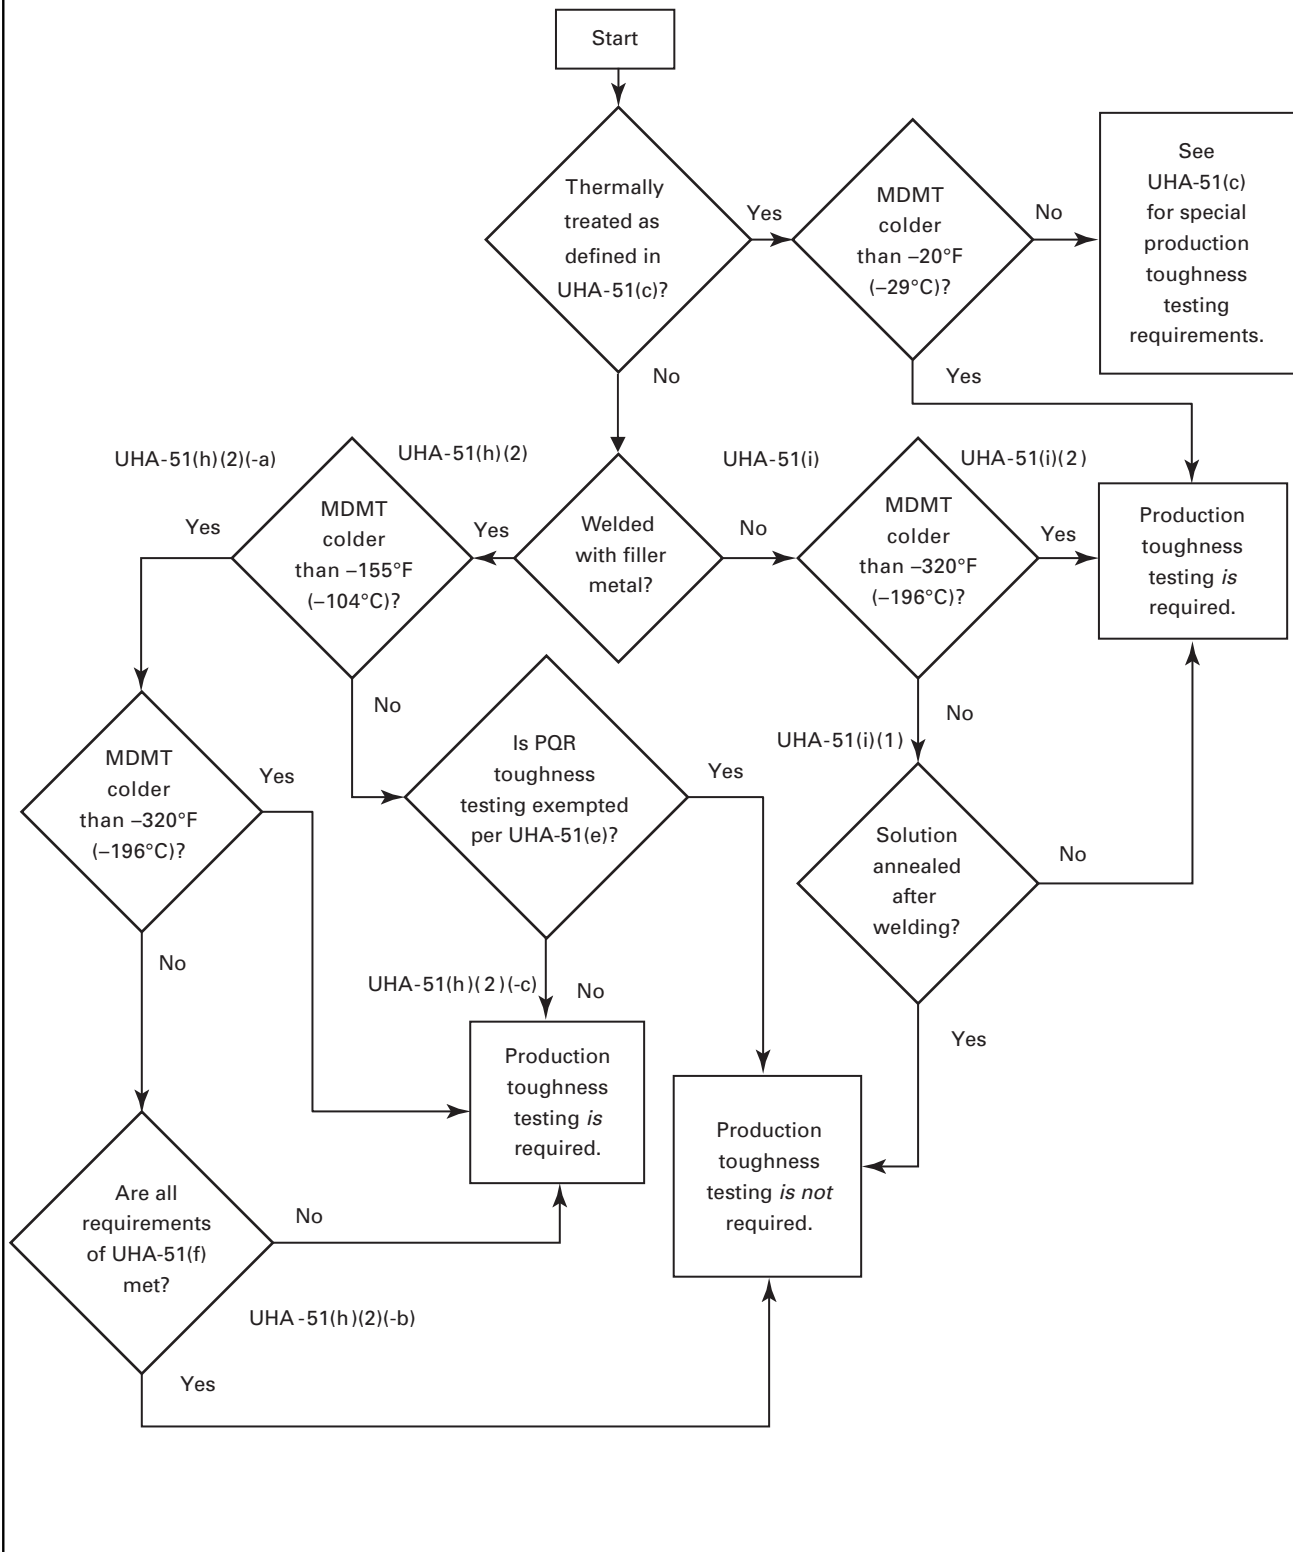 Start
Thermally
treated as
defined in
UHA-51(c)?
Yes
MDMT
colder
than –20°F
(–29°C)?
No
See
UHA-51(c)
for special
production
toughness
testing
requirements.
No
Yes
UHA-51(h)(2)(-a)
UHA-51(h)(2)
UHA-51(i)
UHA-51(i)(2)
Yes
MDMT
colder
than –155°F
(–104°C)?
Yes
Welded
with filler
metal?
No
MDMT
colder
than –320°F
(–196°C)?
Yes
Production
toughness
testing is
required.
No
No
UHA-51(i)(1)
MDMT
colder
than –320°F
(–196°C)?
Yes
Is PQR
toughness
testing exempted
per UHA-51(e)?
Yes
Solution
annealed
after
welding?
No
No
UHA-51(h)(2)(-c)
No
Yes
Production
toughness
testing is
required.
Production
toughness
testing is not
required.
Are all
requirements
of UHA-51(f)
met?
No
UHA-51(h)(2)(-b)
Yes